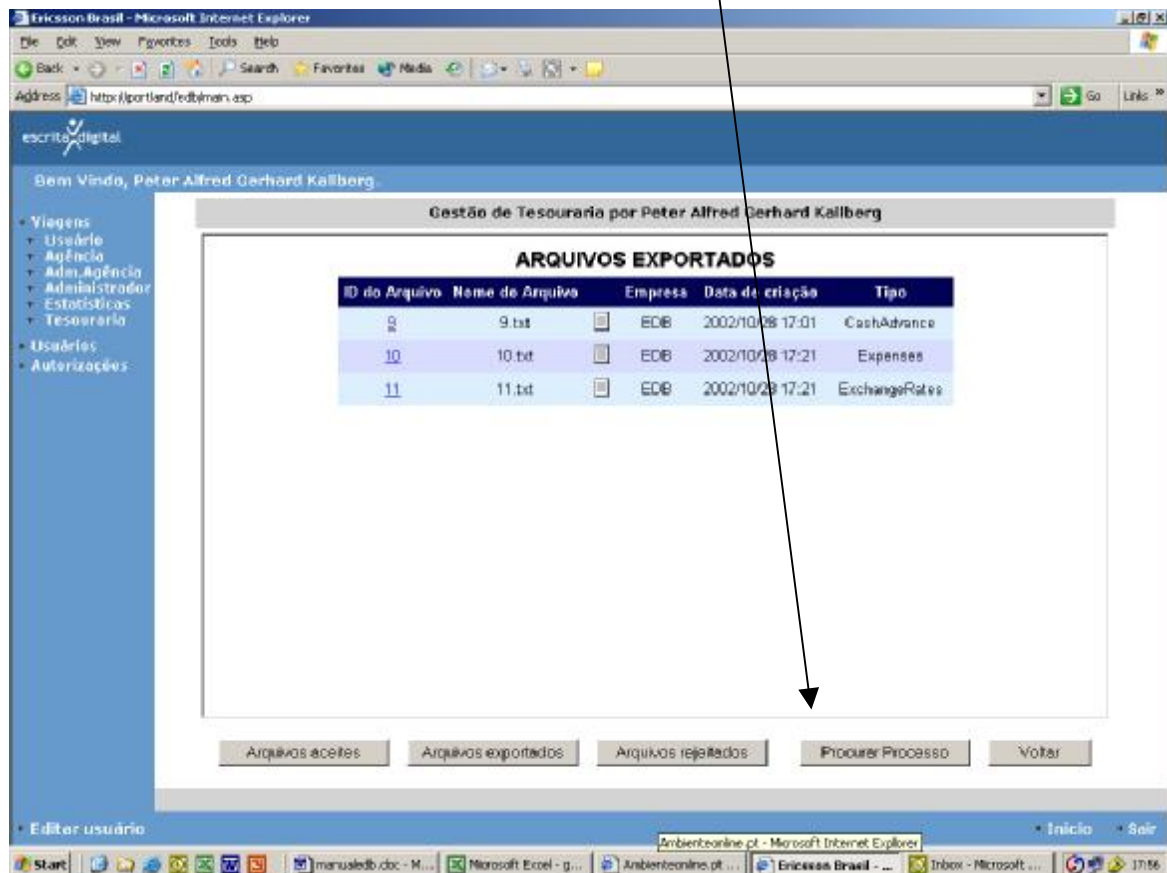 Ericsson Brasil - Microsoft Internet Explorer
File Edit View Favorites Tools Help
Back Search Favorites Media
Address http://portland/edb/main.asp Go Links »
escritadigital
Bem Vindo, Peter Alfred Gerhard Kallberg.
Gestão de Tesouraria por Peter Alfred Gerhard Kallberg
Viagens
Usuário
Agência
Adm.Agência
Administrador
Estatísticas
Tesouraria
Usuários
Autorizações
ARQUIVOS EXPORTADOS
ID do Arquivo Nome do Arquivo Empresa Data de criação Tipo
9 9.txt EDB 2002/10/28 17:01 CashAdvance
10 10.txt EDB 2002/10/28 17:21 Expenses
11 11.txt EDB 2002/10/28 17:21 ExchangeRates
Arquivos aceites Arquivos exportados Arquivos rejeitados Procurar Processo Voltar
Editar usuário Início Sair
Ambienteonline.pt - Microsoft Internet Explorer
Start manualedb.doc - M... Microsoft Excel - g... Ambienteonline.pt ... Ericsson Brasil - ... Inbox - Microsoft ... 17:56